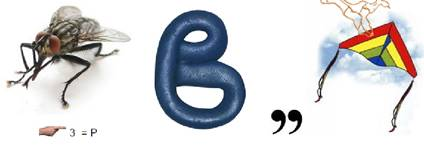 В ,,
3 = Р